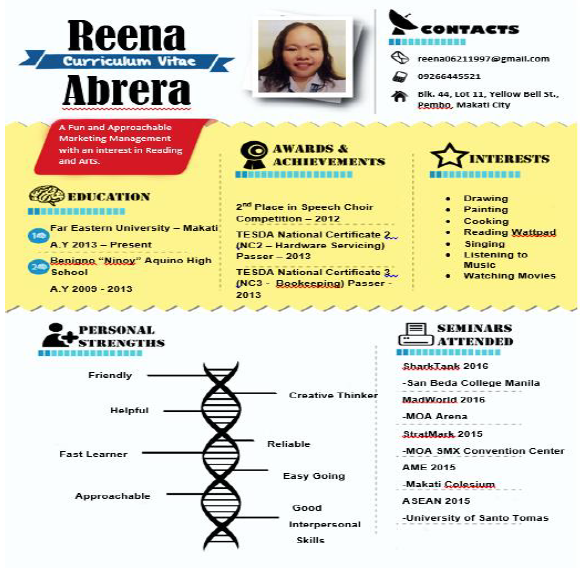 Reena
Curriculum Vitae
Abrera
CONTACTS
reena06211997@gmail.com
09266445521
Blk. 44, Lot 11, Yellow Bell St.,
Pembo, Makati City
A Fun and Approachable
Marketing Management
with an interest in Reading
and Arts.
EDUCATION
Far Eastern University – Makati
A.Y 2013 – Present
Benigno “Ninoy” Aquino High
School
A.Y 2009 - 2013
AWARDS &
ACHIEVEMENTS
2nd Place in Speech Choir
Competition – 2012
TESDA National Certificate 2
(NC2 – Hardware Servicing)
Passer – 2013
TESDA National Certificate 3
(NC3 - Bookeeping) Passer -
2013
INTERESTS
• Drawing
• Painting
• Cooking
• Reading Wattpad
• Singing
• Listening to
Music
• Watching Movies
PERSONAL
STRENGTHS
Friendly
Creative Thinker
Helpful
Reliable
Fast Learner
Easy Going
Approachable
Good
Interpersonal
Skills
SEMINARS
ATTENDED
SharkTank 2016
-San Beda College Manila
MadWorld 2016
-MOA Arena
StratMark 2015
-MOA SMX Convention Center
AME 2015
-Makati Colesium
ASEAN 2015
-University of Santo Tomas